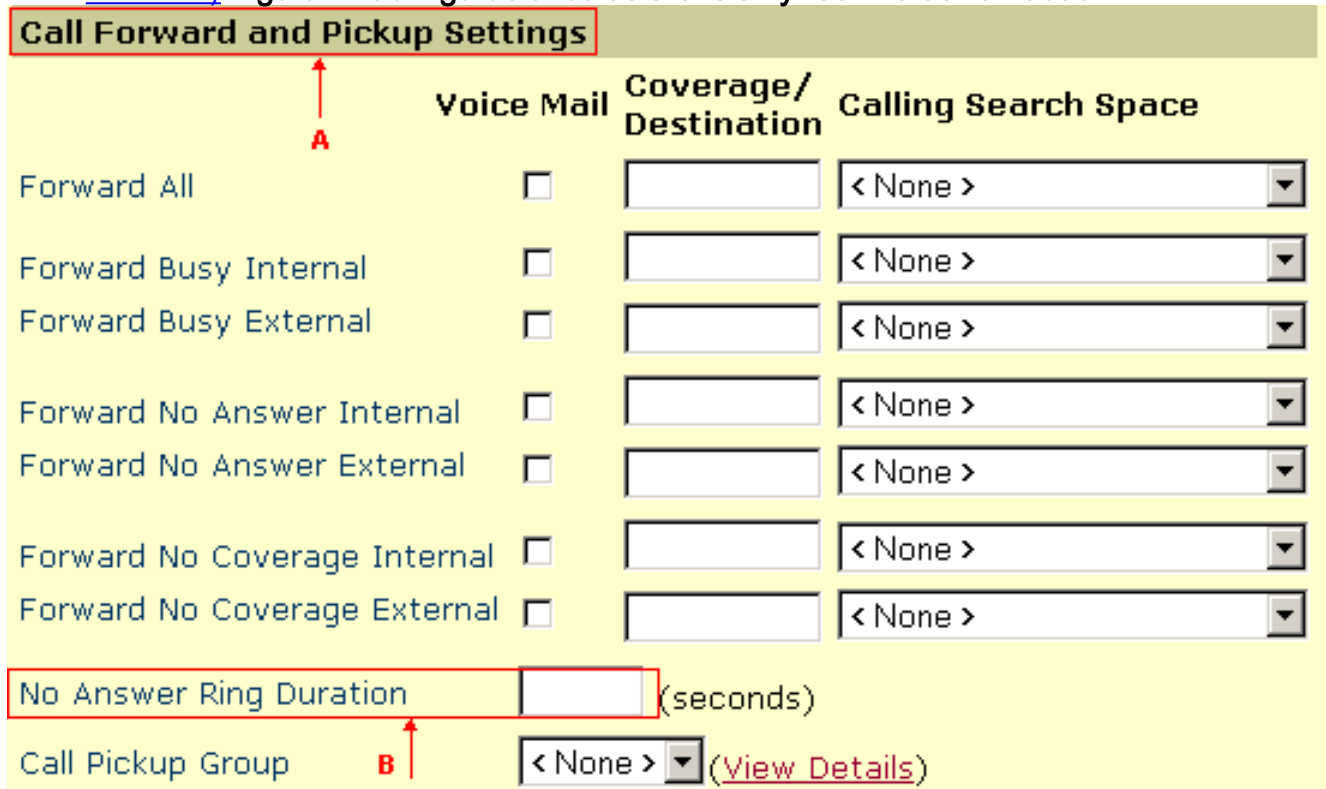 Call Forward and Pickup Settings
A
Voice Mail Coverage/ Destination Calling Search Space
Forward All < None >
Forward Busy Internal < None >
Forward Busy External < None >
Forward No Answer Internal < None >
Forward No Answer External < None >
Forward No Coverage Internal < None >
Forward No Coverage External < None >
No Answer Ring Duration (seconds)
B
Call Pickup Group < None > (View Details)